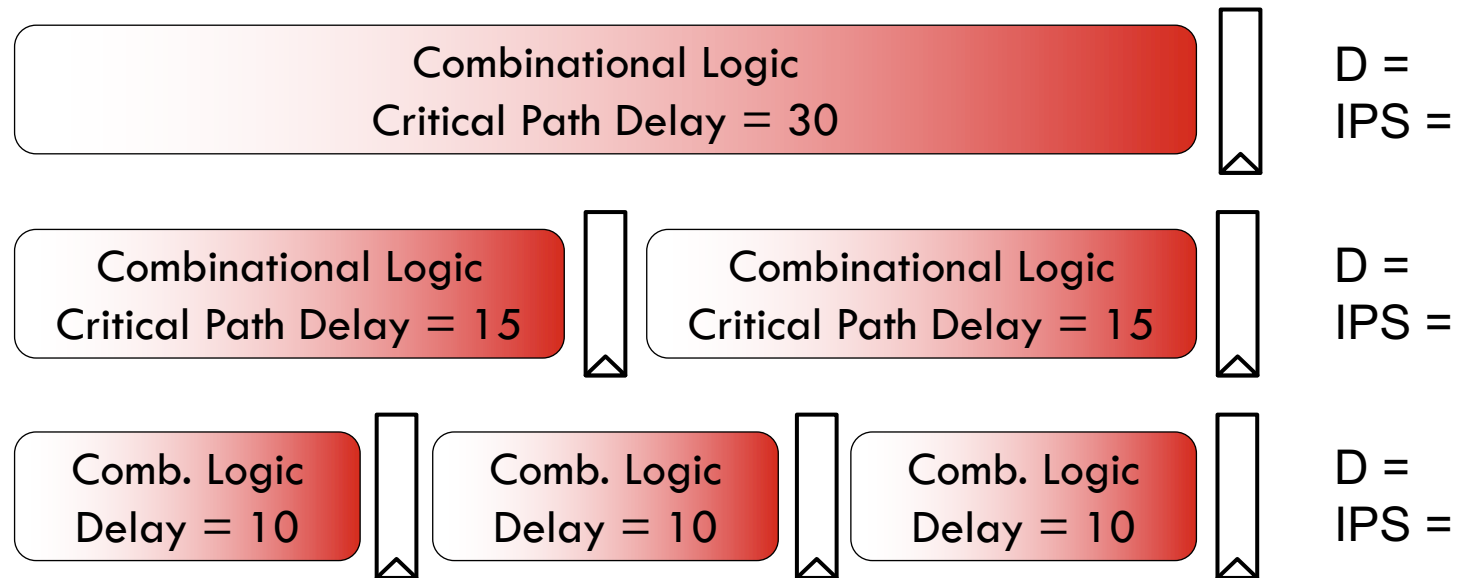 Combinational Logic
Critical Path Delay = 30
D =
IPS =
Combinational Logic
Critical Path Delay = 15
Combinational Logic
Critical Path Delay = 15
D =
IPS =
Comb. Logic
Delay = 10
Comb. Logic
Delay = 10
Comb. Logic
Delay = 10
D =
IPS =